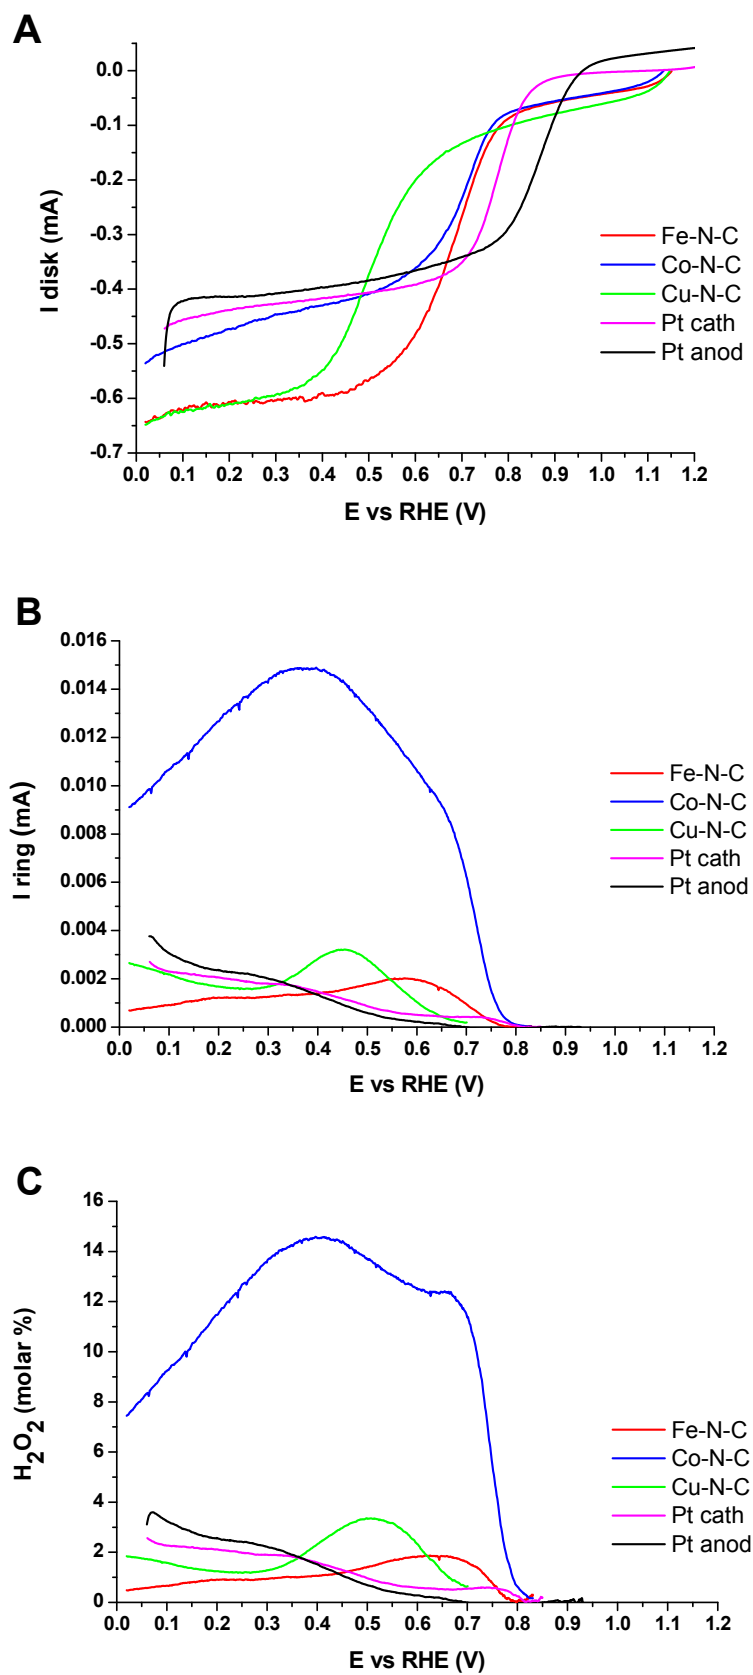 A
0.0
-0.1
-0.2
-0.3
-0.4
-0.5
-0.6
-0.7
I disk (mA)
Fe-N-C
Co-N-C
Cu-N-C
Pt cath
Pt anod
0.0 0.1 0.2 0.3 0.4 0.5 0.6 0.7 0.8 0.9 1.0 1.1 1.2
E vs RHE (V)
B
0.016
0.014
0.012
0.010
0.008
0.006
0.004
0.002
0.000
I ring (mA)
Fe-N-C
Co-N-C
Cu-N-C
Pt cath
Pt anod
0.0 0.1 0.2 0.3 0.4 0.5 0.6 0.7 0.8 0.9 1.0 1.1 1.2
E vs RHE (V)
C
16
14
12
10
8
6
4
2
0
H2O2 (molar %)
Fe-N-C
Co-N-C
Cu-N-C
Pt cath
Pt anod
0.0 0.1 0.2 0.3 0.4 0.5 0.6 0.7 0.8 0.9 1.0 1.1 1.2
E vs RHE (V)